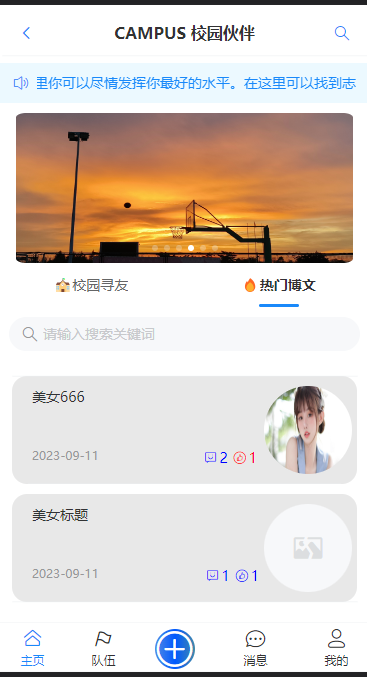 CAMPUS 校园伙伴
里你可以尽情发挥你最好的水平。在这里可以找到志
校园寻友
热门博文
请输入搜索关键词
美女666
2023-09-11
2
1
美女标题
2023-09-11
1
1
主页
队伍
消息
我的